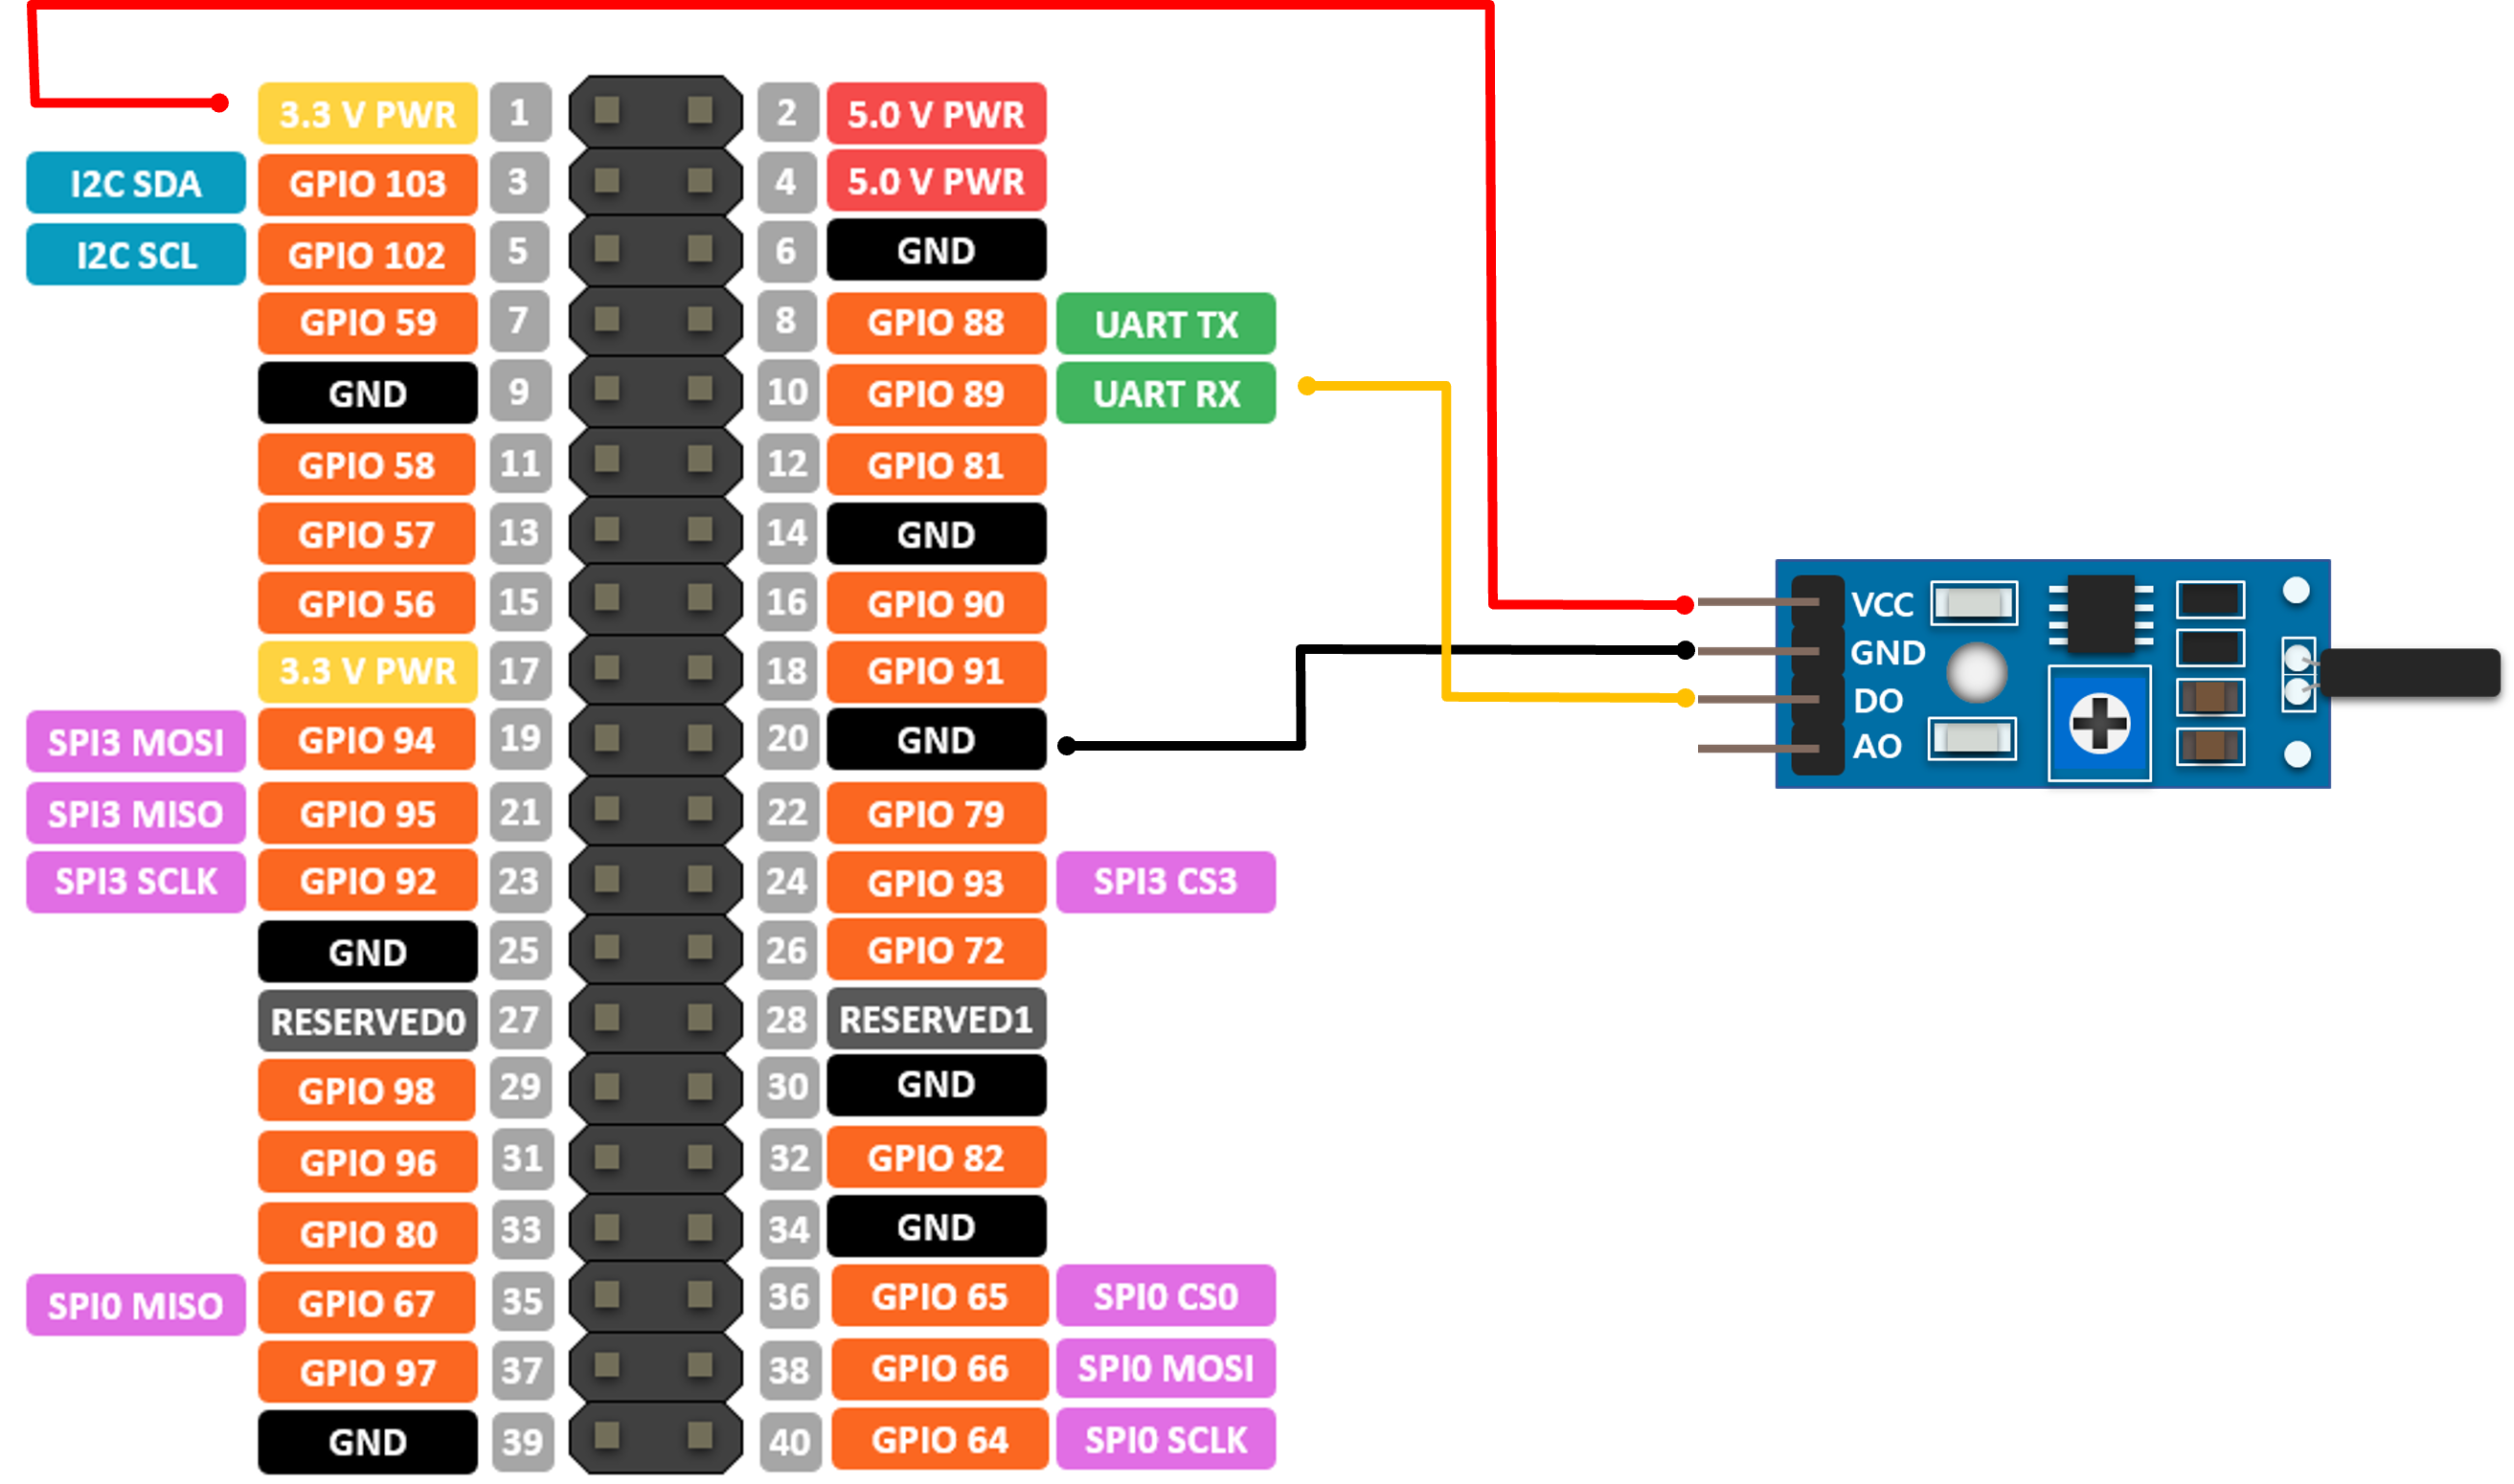 3.3 V PWR 1 2 5.0 V PWR
I2C SDA GPIO 103 3 4 5.0 V PWR
I2C SCL GPIO 102 5 6 GND
GPIO 59 7 8 GPIO 88 UART TX
GND 9 10 GPIO 89 UART RX
GPIO 58 11 12 GPIO 81
GPIO 57 13 14 GND
GPIO 56 15 16 GPIO 90
3.3 V PWR 17 18 GPIO 91
SPI3 MOSI GPIO 94 19 20 GND
SPI3 MISO GPIO 95 21 22 GPIO 79
SPI3 SCLK GPIO 92 23 24 GPIO 93 SPI3 CS3
GND 25 26 GPIO 72
RESERVED0 27 28 RESERVED1
GPIO 98 29 30 GND
GPIO 96 31 32 GPIO 82
GPIO 80 33 34 GND
SPI0 MISO GPIO 67 35 36 GPIO 65 SPI0 CS0
GPIO 97 37 38 GPIO 66 SPI0 MOSI
GND 39 40 GPIO 64 SPI0 SCLK
VCC
GND
DO
AO